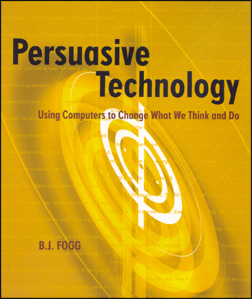 Persuasive
Technology
Using Computers to Change What We Think and Do
B.J. FOGG